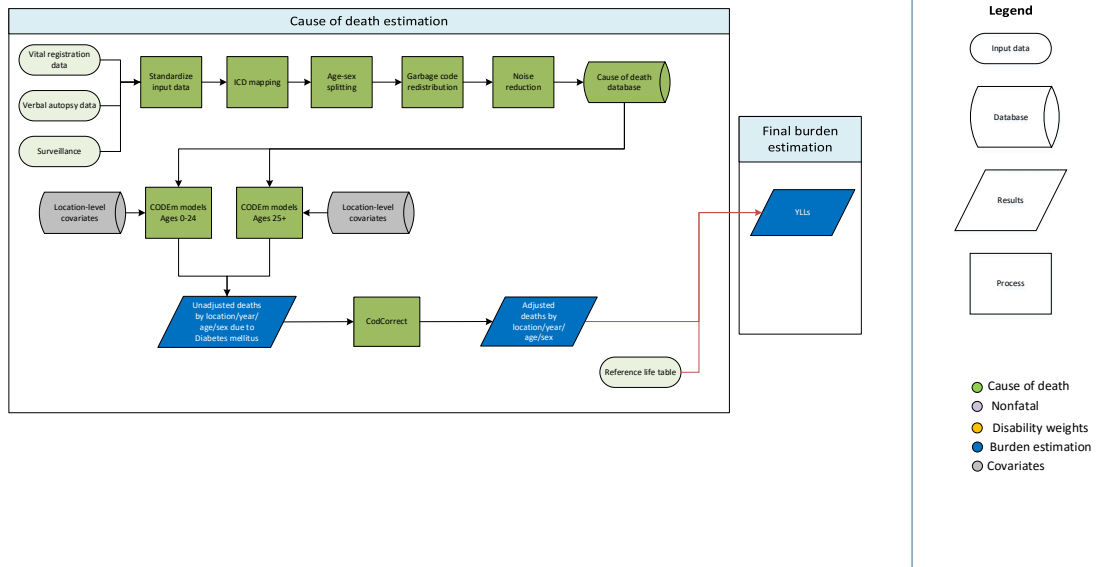 Cause of death estimation
Vital registration
data
Verbal autopsy data
Surveillance
Standardize
input data
ICD mapping
Age-sex
splitting
Garbage code
redistribution
Noise
reduction
Cause of death
database
Location-level
covariates
CODEm models
Ages 0-24
CODEm models
Ages 25+
Location-level
covariates
Unadjusted deaths
by location/year/
age/sex due to
Diabetes mellitus
CodCorrect
Adjusted
deaths by
location/year/
age/sex
Reference life table
Final burden
estimation
YLLs
Legend
Input data
Database
Results
Process
Cause of death
Nonfatal
Disability weights
Burden estimation
Covariates